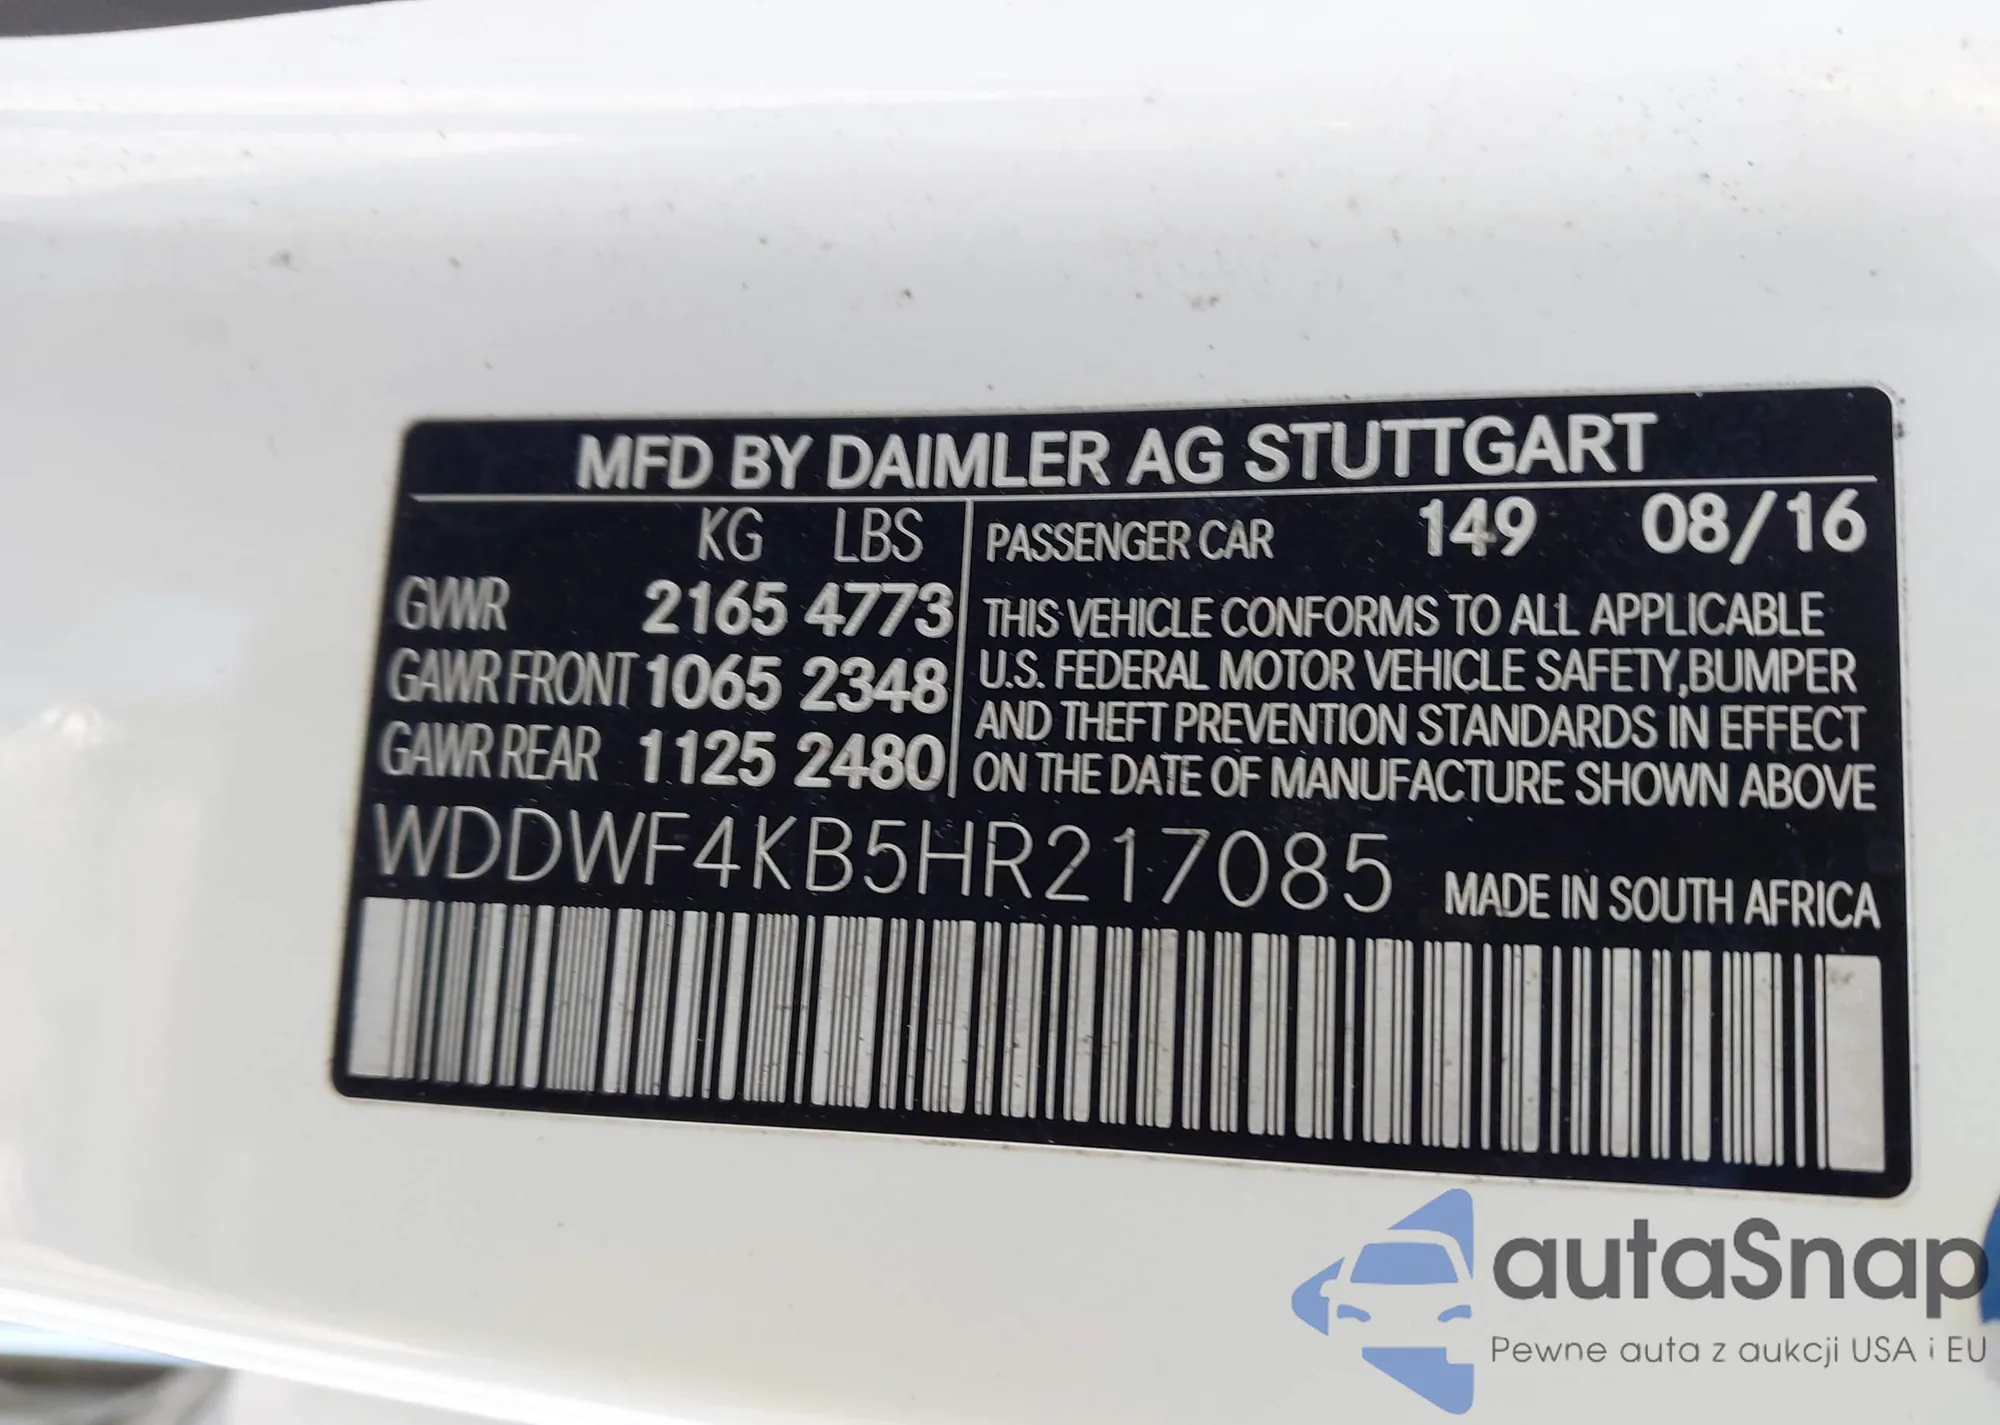 MFD BY DAIMLER AG STUTTGART
KG LBS
GVWR 2165 4773
GAWR FRONT 1065 2348
GAWR REAR 1125 2480
PASSENGER CAR 149 08/16
THIS VEHICLE CONFORMS TO ALL APPLICABLE
U.S. FEDERAL MOTOR VEHICLE SAFETY,BUMPER
AND THEFT PREVENTION STANDARDS IN EFFECT
ON THE DATE OF MANUFACTURE SHOWN ABOVE
WDDWF4KB5HR217085
MADE IN SOUTH AFRICA
autaSnap
Pewne auta z aukcji USA i EU